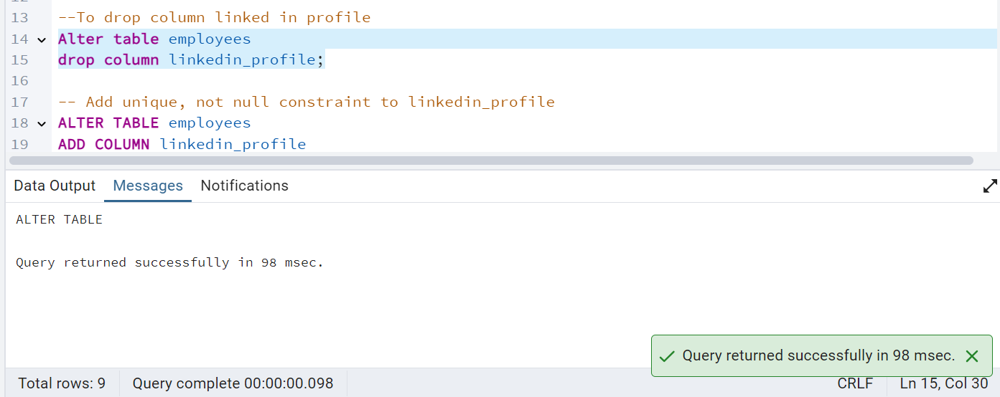 13 --To drop column linked in profile
14 Alter table employees
15 drop column linkedin_profile;
16
17 -- Add unique, not null constraint to linkedin_profile
18 ALTER TABLE employees
19 ADD COLUMN linkedin_profile
Data Output Messages Notifications
ALTER TABLE
Query returned successfully in 98 msec.
Query returned successfully in 98 msec.
Total rows: 9 Query complete 00:00:00.098 CRLF Ln 15, Col 30